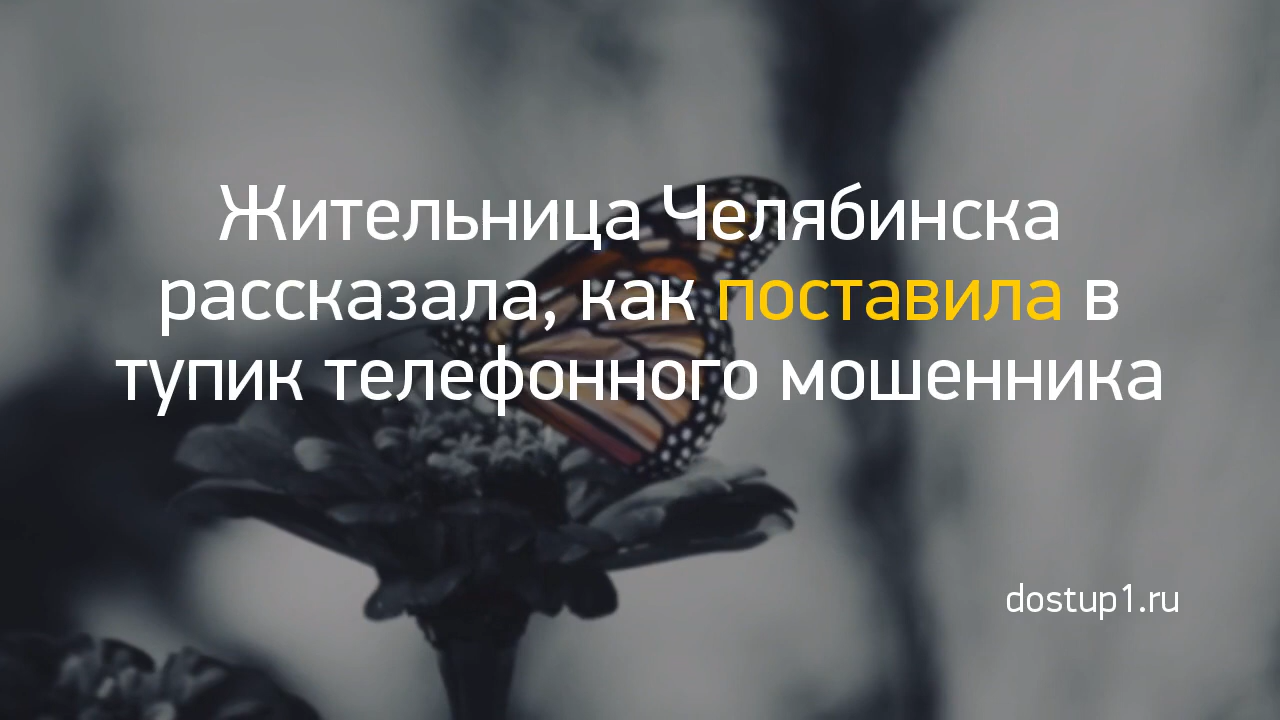 Жительница Челябинска
рассказала, как поставила в
тупик телефонного мошенника
dostup1.ru